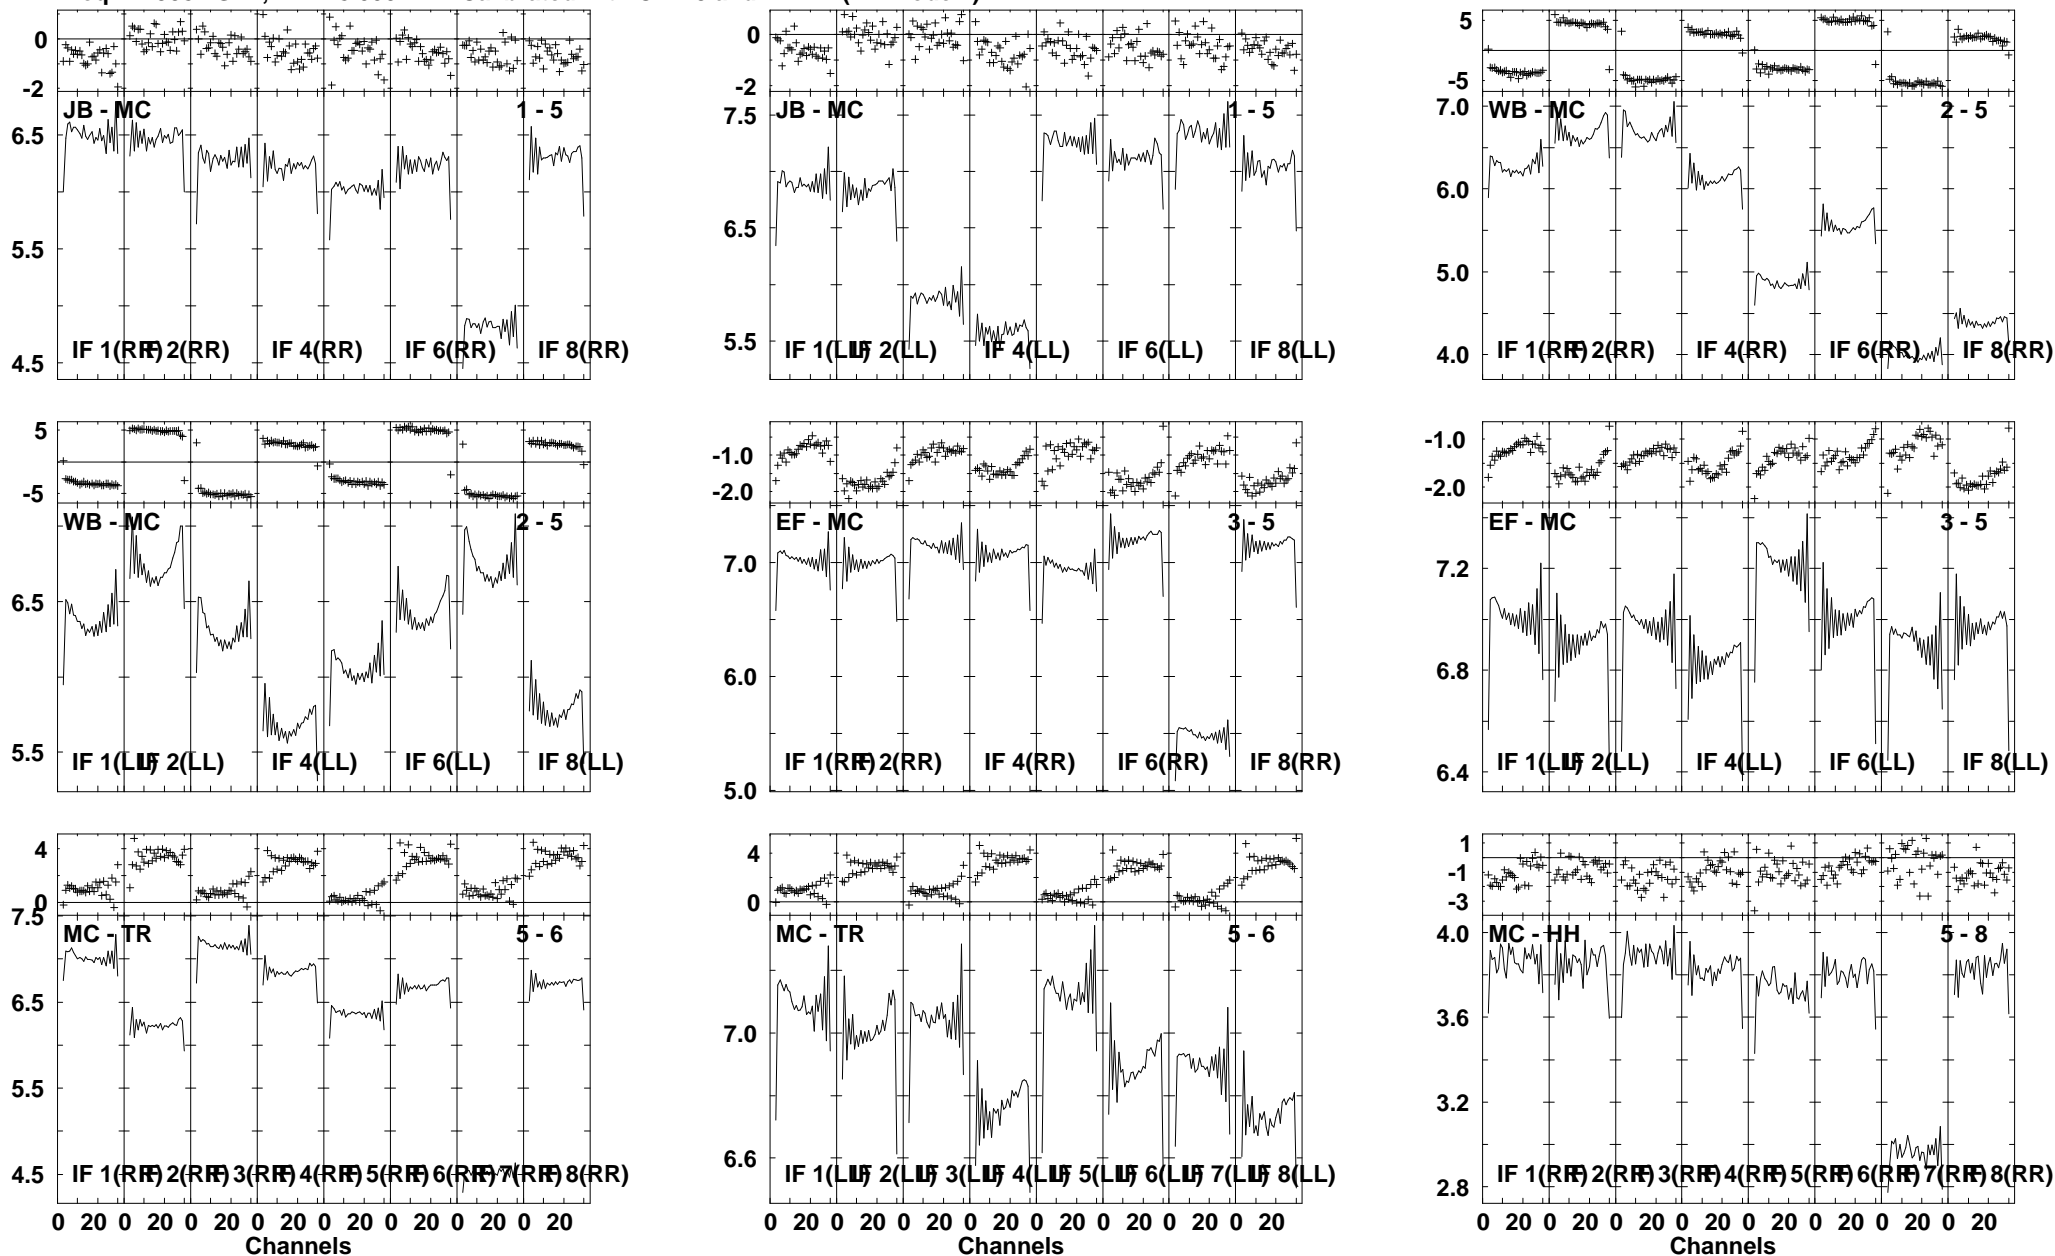 0
-2
JB - MC 1 - 5
6.5
5.5
4.5
IF 1(RR) IF 2(RR) IF 4(RR) IF 6(RR) IF 8(RR)
0
-2
JB - MC 1 - 5
7.5
6.5
5.5
IF 1(LL) IF 2(LL) IF 4(LL) IF 6(LL) IF 8(LL)
5
-5
WB - MC 2 - 5
7.0
6.0
5.0
4.0
IF 1(RR) IF 2(RR) IF 4(RR) IF 6(RR) IF 8(RR)
5
-5
WB - MC 2 - 5
6.5
5.5
IF 1(LL) IF 2(LL) IF 4(LL) IF 6(LL) IF 8(LL)
-1.0
-2.0
EF - MC 3 - 5
7.0
6.0
5.0
IF 1(RR) IF 2(RR) IF 4(RR) IF 6(RR) IF 8(RR)
-1.0
-2.0
EF - MC 3 - 5
7.2
6.8
6.4
IF 1(LL) IF 2(LL) IF 4(LL) IF 6(LL) IF 8(LL)
4
0
7.5
MC - TR 5 - 6
6.5
5.5
4.5
IF 1(RR) IF 2(RR) IF 3(RR) IF 4(RR) IF 5(RR) IF 6(RR) IF 7(RR) IF 8(RR)
0 20 0 20 0 20 0 20 0 20 0 20 0 20 0 20
Channels
4
0
MC - TR 5 - 6
7.0
6.6
IF 1(LL) IF 2(LL) IF 3(LL) IF 4(LL) IF 5(LL) IF 6(LL) IF 7(LL) IF 8(LL)
0 20 0 20 0 20 0 20 0 20 0 20 0 20 0 20
Channels
1
-1
-3
MC - HH 5 - 8
4.0
3.6
3.2
2.8
IF 1(RR) IF 2(RR) IF 3(RR) IF 4(RR) IF 5(RR) IF 6(RR) IF 7(RR) IF 8(RR)
0 20 0 20 0 20 0 20 0 20 0 20 0 20 0 20
Channels